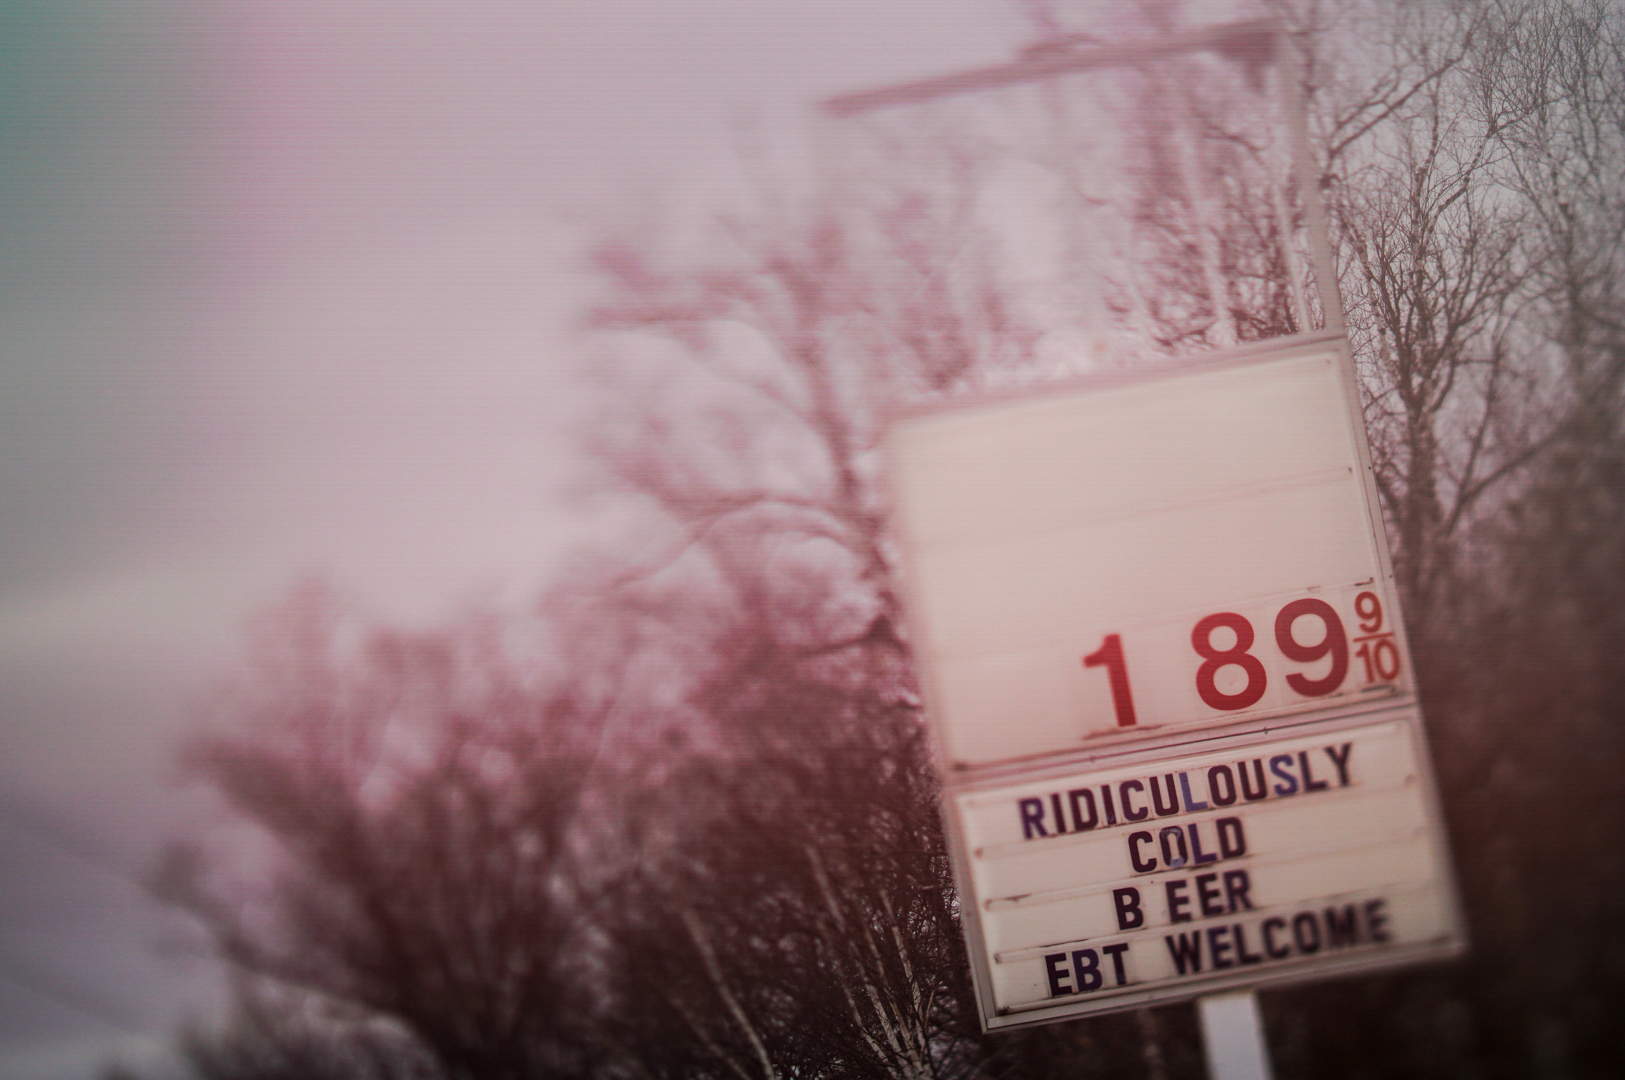 1 89 9/10
RIDICULOUSLY
COLD
B EER
EBT WELCOME